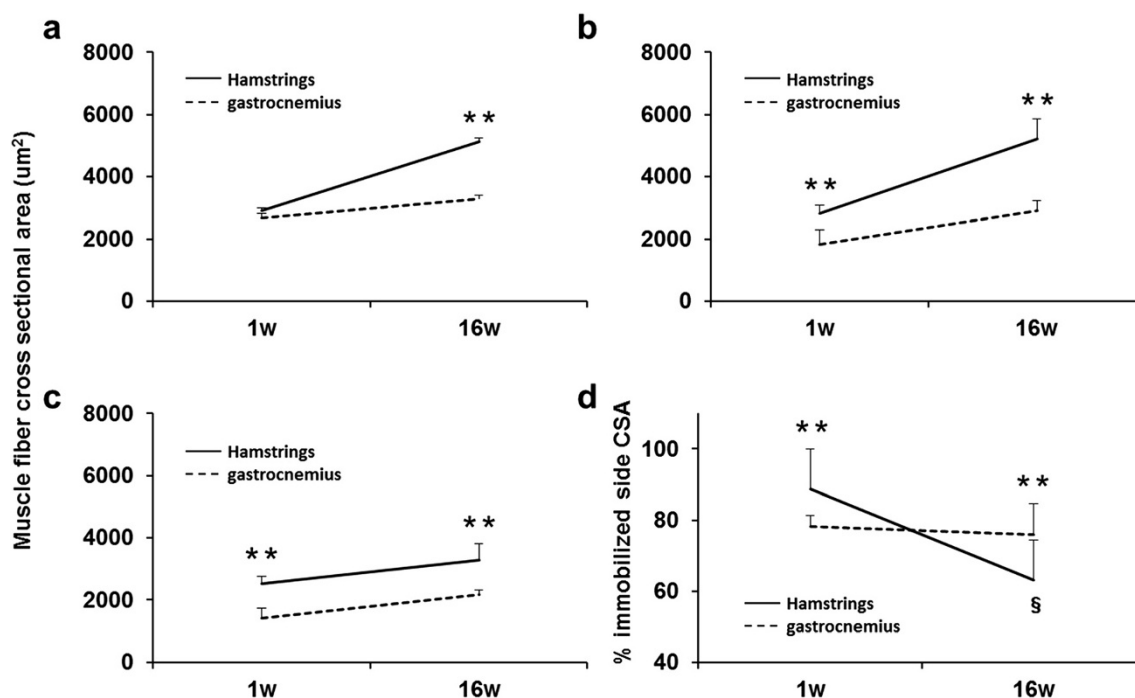 Muscle fiber cross sectional area (um²)
a
8000
6000
4000
2000
0
Hamstrings
gastrocnemius
**
1w
16w
b
8000
6000
4000
2000
0
Hamstrings
gastrocnemius
**
**
1w
16w
c
8000
6000
4000
2000
0
Hamstrings
gastrocnemius
**
**
1w
16w
d
% immobilized side CSA
100
80
60
40
**
**
§
Hamstrings
gastrocnemius
1w
16w